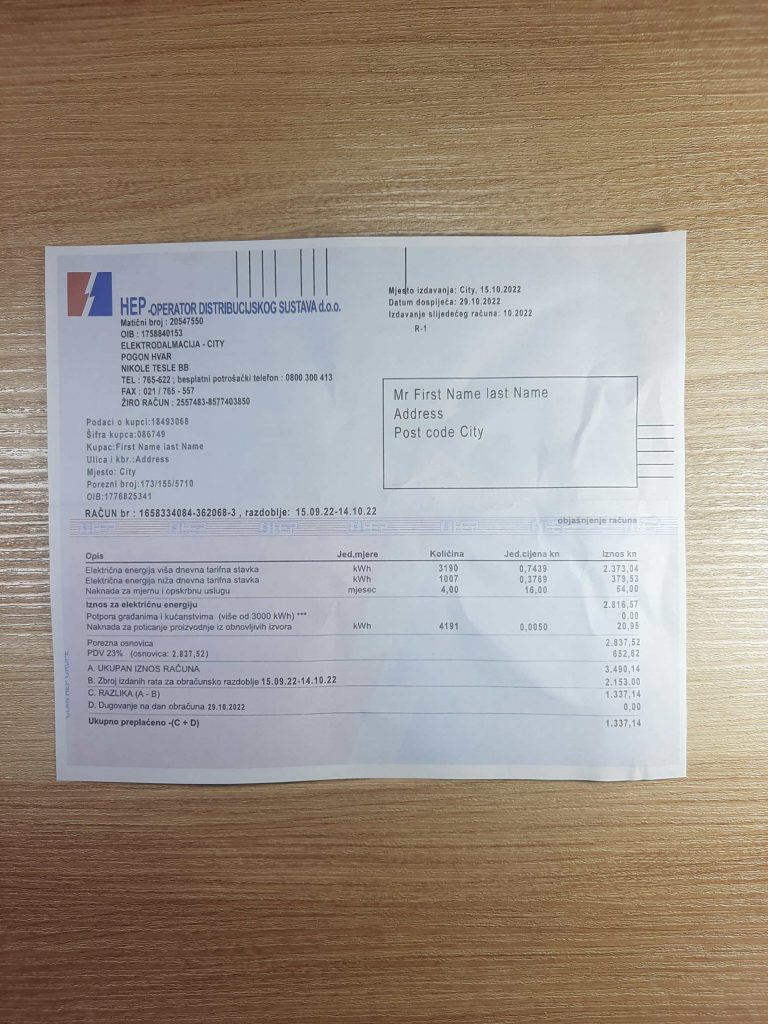 HEP-OPERATOR DISTRIBUCIJSKOG SUSTAVA d.o.o.
Matični broj : 20547550
OIB : 1758840153
ELEKTRODALMACIJA - CITY
POGON HVAR
NIKOLE TESLE BB
TEL : 765-622 ; besplatni potrošački telefon : 0800 300 413
FAX : 021 / 765 - 557
ŽIRO RAČUN : 2557483-8577403850
Mjesto izdavanja: City, 15.10.2022
Datum dospijeća: 29.10.2022
Izdavanje slijedećeg računa: 10.2022
R-1
Mr First Name last Name
Address
Post code City
Podaci o kupci:18493068
Šifra kupca:086749
Kupac:First Name last Name
Ulica i kbr.:Address
Mjesto: City
Porezni broj:173/155/5710
OIB:1776825341
RAČUN br : 1658334084-362068-3 , razdoblje: 15.09.22-14.10.22
objašnjenje računa
Opis Jed.mjere Količina Jed.cijena kn Iznos kn
Električna energija viša dnevna tarifna stavka kWh 3190 0,7439 2.373,04
Električna energija niža dnevna tarifna stavka kWh 1007 0,3769 379,53
Naknada za mjernu i opskrbnu uslugu mjesec 4,00 16,00 64,00
Iznos za električnu energiju 2.816,57
Potpora građanima i kućanstvima (više od 3000 kWh) *** 0,00
Naknada za policanje proizvodnje iz obnovljivih izvora kWh 4191 0,0050 20,95
Porezna osnovica 2.837,52
PDV 23% (osnovica: 2.837,52) 652,62
A. UKUPAN IZNOS RAČUNA 3.490,14
B. Zbroj izdanih rata za obračunsko razdoblje 15.09.22-14.10.22 2.153,00
C. RAZLIKA (A - B) 1.337,14
D. Dugovanje na dan obračuna 29.10.2022 0,00
Ukupno preplaćeno -(C + D) 1.337,14